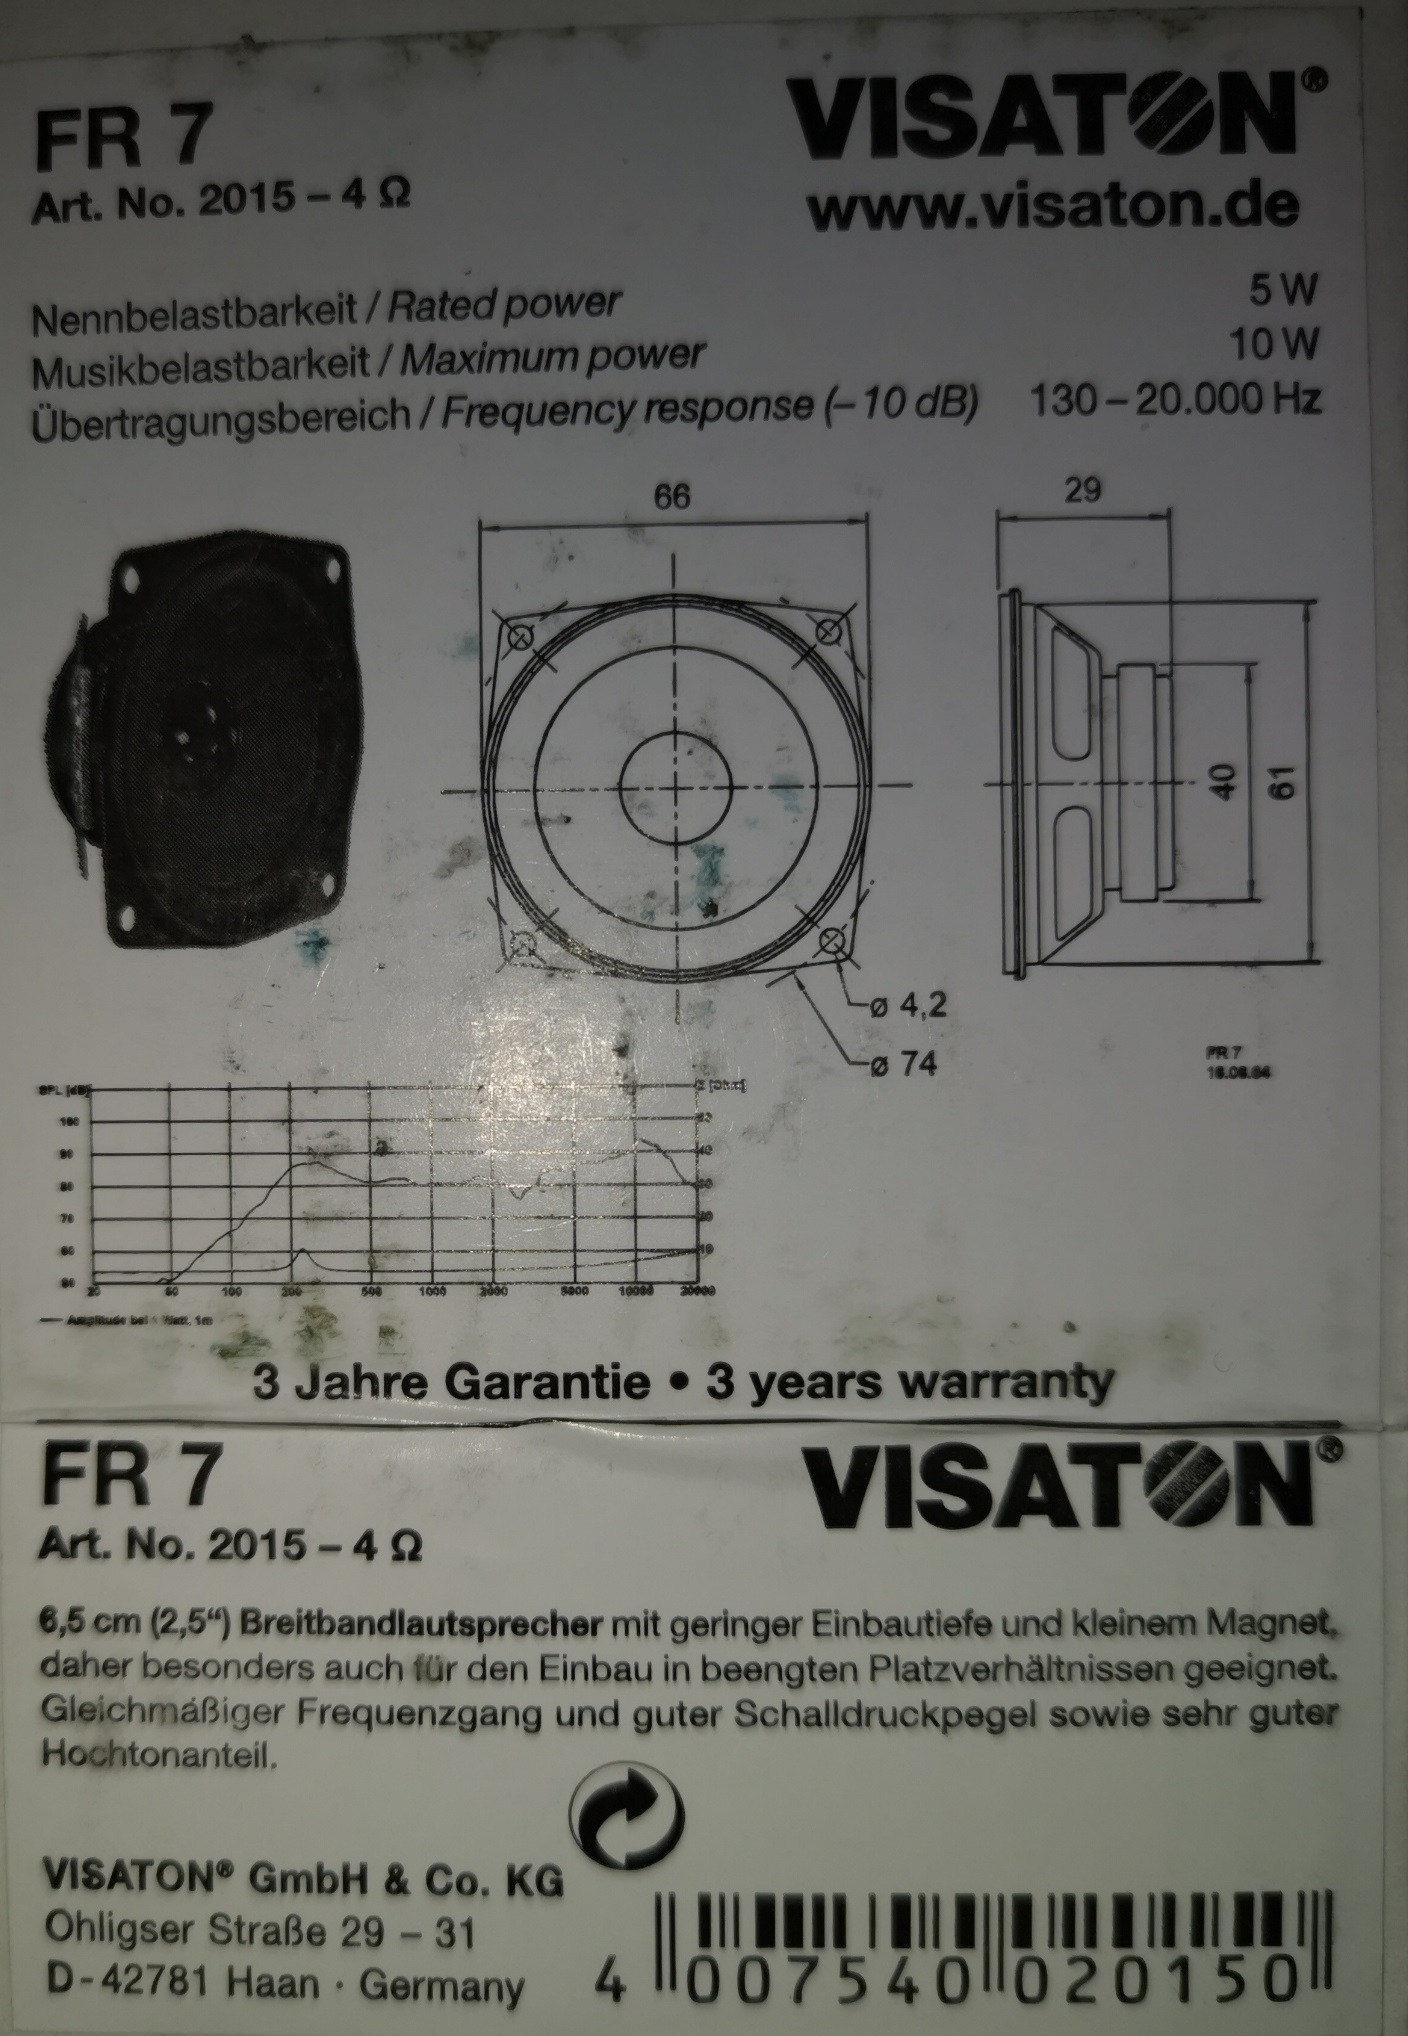 FR 7
VISATON®
Art. No. 2015 – 4 Ω
www.visaton.de
Nennbelastbarkeit / Rated power 5 W
Musikbelastbarkeit / Maximum power 10 W
Übertragungsbereich / Frequency response (– 10 dB) 130 – 20.000 Hz
66
29
40
61
ø 4,2
ø 74
FR 7
SPL [dB]
100
90
80
70
60
20 50 100 200 500 1000 2000 5000 10000 20000
Amplitude bei 1 Watt, 1m
3 Jahre Garantie • 3 years warranty
FR 7
VISATON®
Art. No. 2015 – 4 Ω
6,5 cm (2,5“) Breitbandlautsprecher mit geringer Einbautiefe und kleinem Magnet,
daher besonders auch für den Einbau in beengten Platzverhältnissen geeignet.
Gleichmäßiger Frequenzgang und guter Schalldruckpegel sowie sehr guter
Hochtonanteil.
VISATON® GmbH & Co. KG
Ohligser Straße 29 – 31
D - 42781 Haan · Germany
4 007540 020150